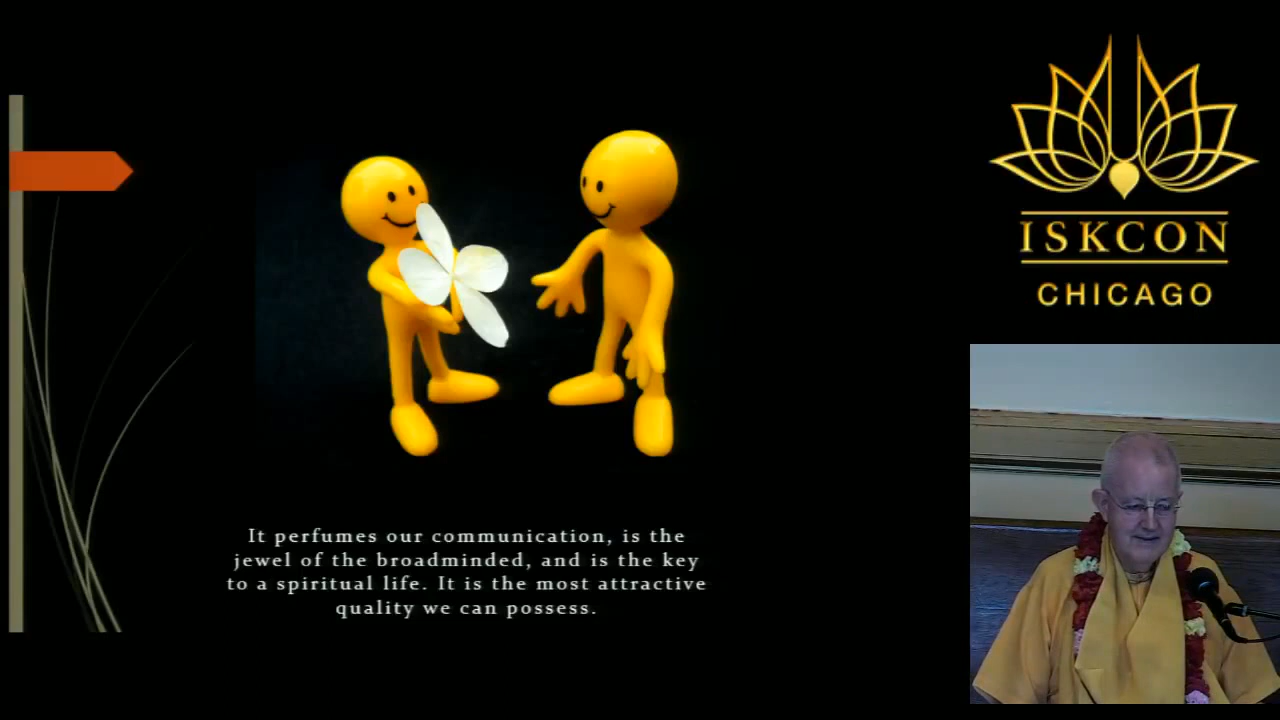 ISKCON
CHICAGO
It perfumes our communication, is the
jewel of the broadminded, and is the key
to a spiritual life. It is the most attractive
quality we can possess.